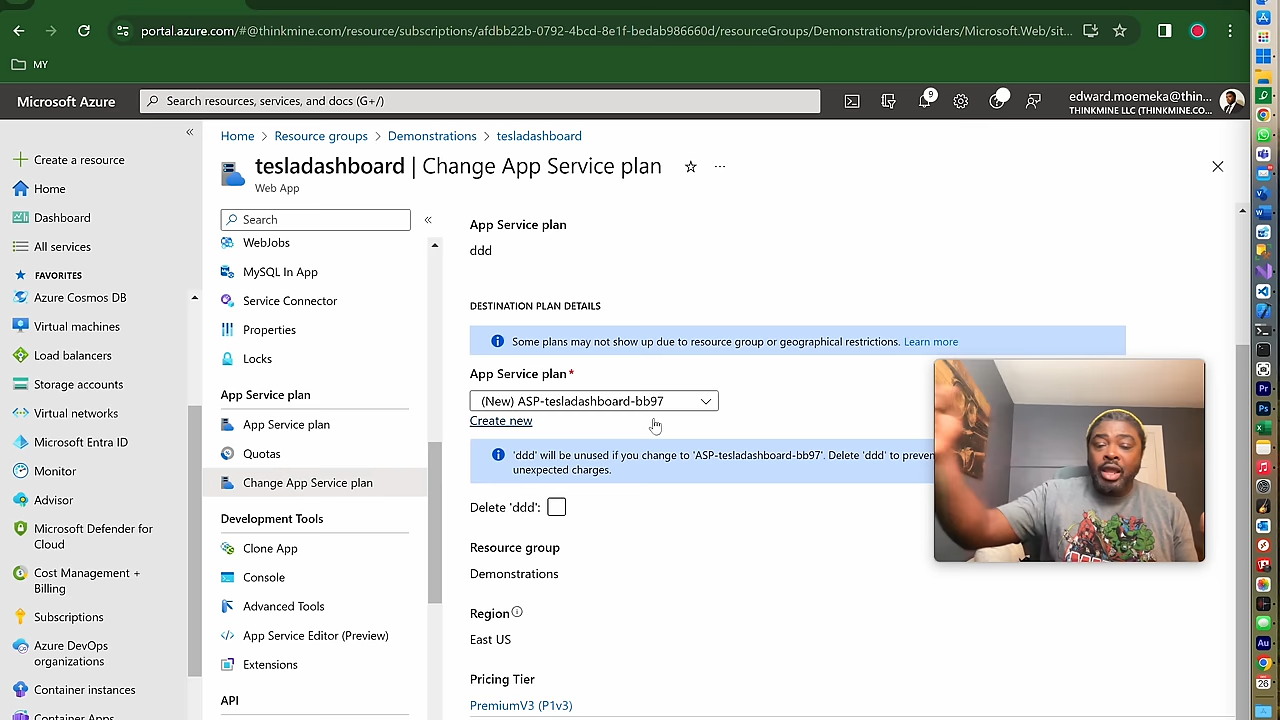 portal.azure.com/#@thinkmine.com/resource/subscriptions/afdbb22b-0792-4bcd-8e1f-bedab986660d/resourceGroups/Demonstrations/providers/Microsoft.Web/sit...
MY
Microsoft Azure
Search resources, services, and docs (G+/)
9
edward.moemeka@thin...
THINKMINE LLC (THINKMINE.CO...
Home
Resource groups
Demonstrations
tesladashboard
Create a resource
Home
Dashboard
All services
FAVORITES
Azure Cosmos DB
Virtual machines
Load balancers
Storage accounts
Virtual networks
Microsoft Entra ID
Monitor
Advisor
Microsoft Defender for
Cloud
Cost Management +
Billing
Subscriptions
Azure DevOps
organizations
Container instances
Container Apps
tesladashboard | Change App Service plan
Web App
Search
WebJobs
MySQL In App
Service Connector
Properties
Locks
App Service plan
App Service plan
Quotas
Change App Service plan
Development Tools
Clone App
Console
Advanced Tools
App Service Editor (Preview)
Extensions
API
App Service plan
ddd
DESTINATION PLAN DETAILS
Some plans may not show up due to resource group or geographical restrictions. Learn more
App Service plan*
(New) ASP-tesladashboard-bb97
Create new
'ddd' will be unused if you change to 'ASP-tesladashboard-bb97'. Delete 'ddd' to preven
unexpected charges.
Delete 'ddd':
Resource group
Demonstrations
Region
East US
Pricing Tier
PremiumV3 (P1v3)
Pr
Ps
Au
26